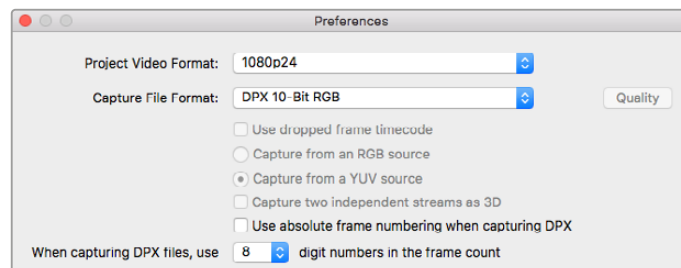 Preferences
Project Video Format: 1080p24
Capture File Format: DPX 10-Bit RGB Quality
Use dropped frame timecode
Capture from an RGB source
Capture from a YUV source
Capture two independent streams as 3D
Use absolute frame numbering when capturing DPX
When capturing DPX files, use 8 digit numbers in the frame count